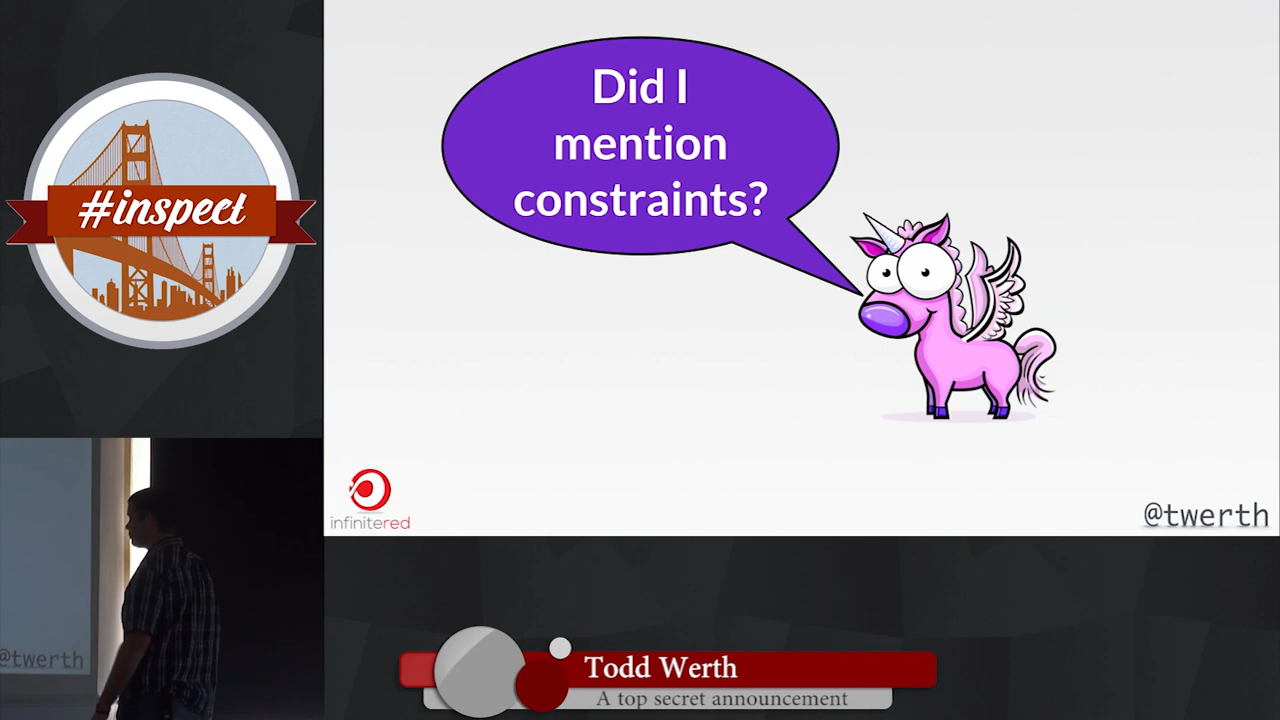 #inspect
Did I
mention
constraints?
infinitered
@twerth
@twerth
Todd Werth
A top secret announcement